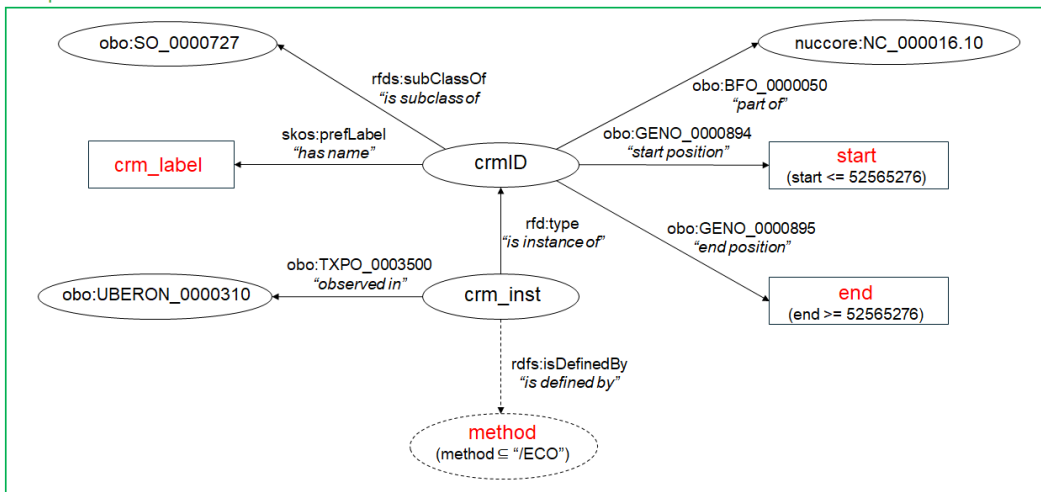 obo:SO_0000727
nuccore:NC_000016.10
rfds:subClassOf
"is subclass of
obo:BFO_0000050
"part of"
skos:prefLabel
"has name"
obo:GENO_0000894
"start position"
crm_label
crmID
start
(start <= 52565276)
rfd:type
"is instance of"
obo:GENO_0000895
"end position"
obo:TXPO_0003500
"observed in"
obo:UBERON_0000310
crm_inst
end
(end >= 52565276)
rdfs:isDefinedBy
"is defined by"
method
(method ⊆ "/ECO")